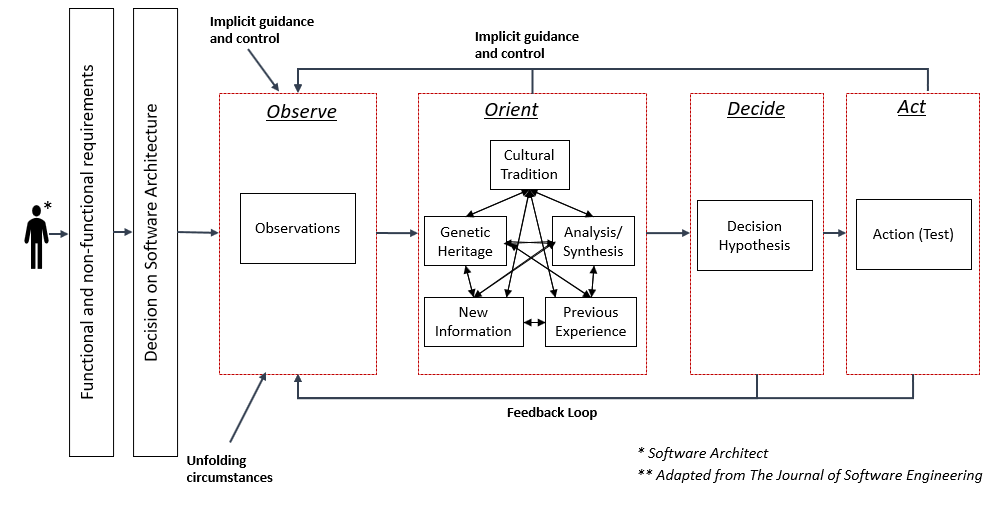 Implicit guidance
and control
Implicit guidance
and control
Functional and non-functional requirements
Decision on Software Architecture
Observe
Orient
Decide
Act
*
Cultural
Tradition
Observations
Genetic
Heritage
Analysis/
Synthesis
New
Information
Previous
Experience
Decision
Hypothesis
Action (Test)
Feedback Loop
Unfolding
circumstances
* Software Architect
** Adapted from The Journal of Software Engineering